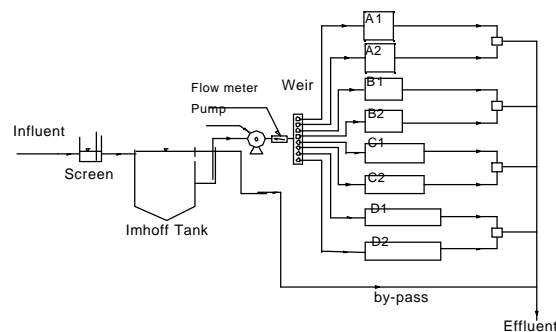 A1
A2
Flow meter
Weir
B1
Pump
B2
Influent
C1
Screen
C2
D1
Imhoff Tank
D2
by-pass
Effluent